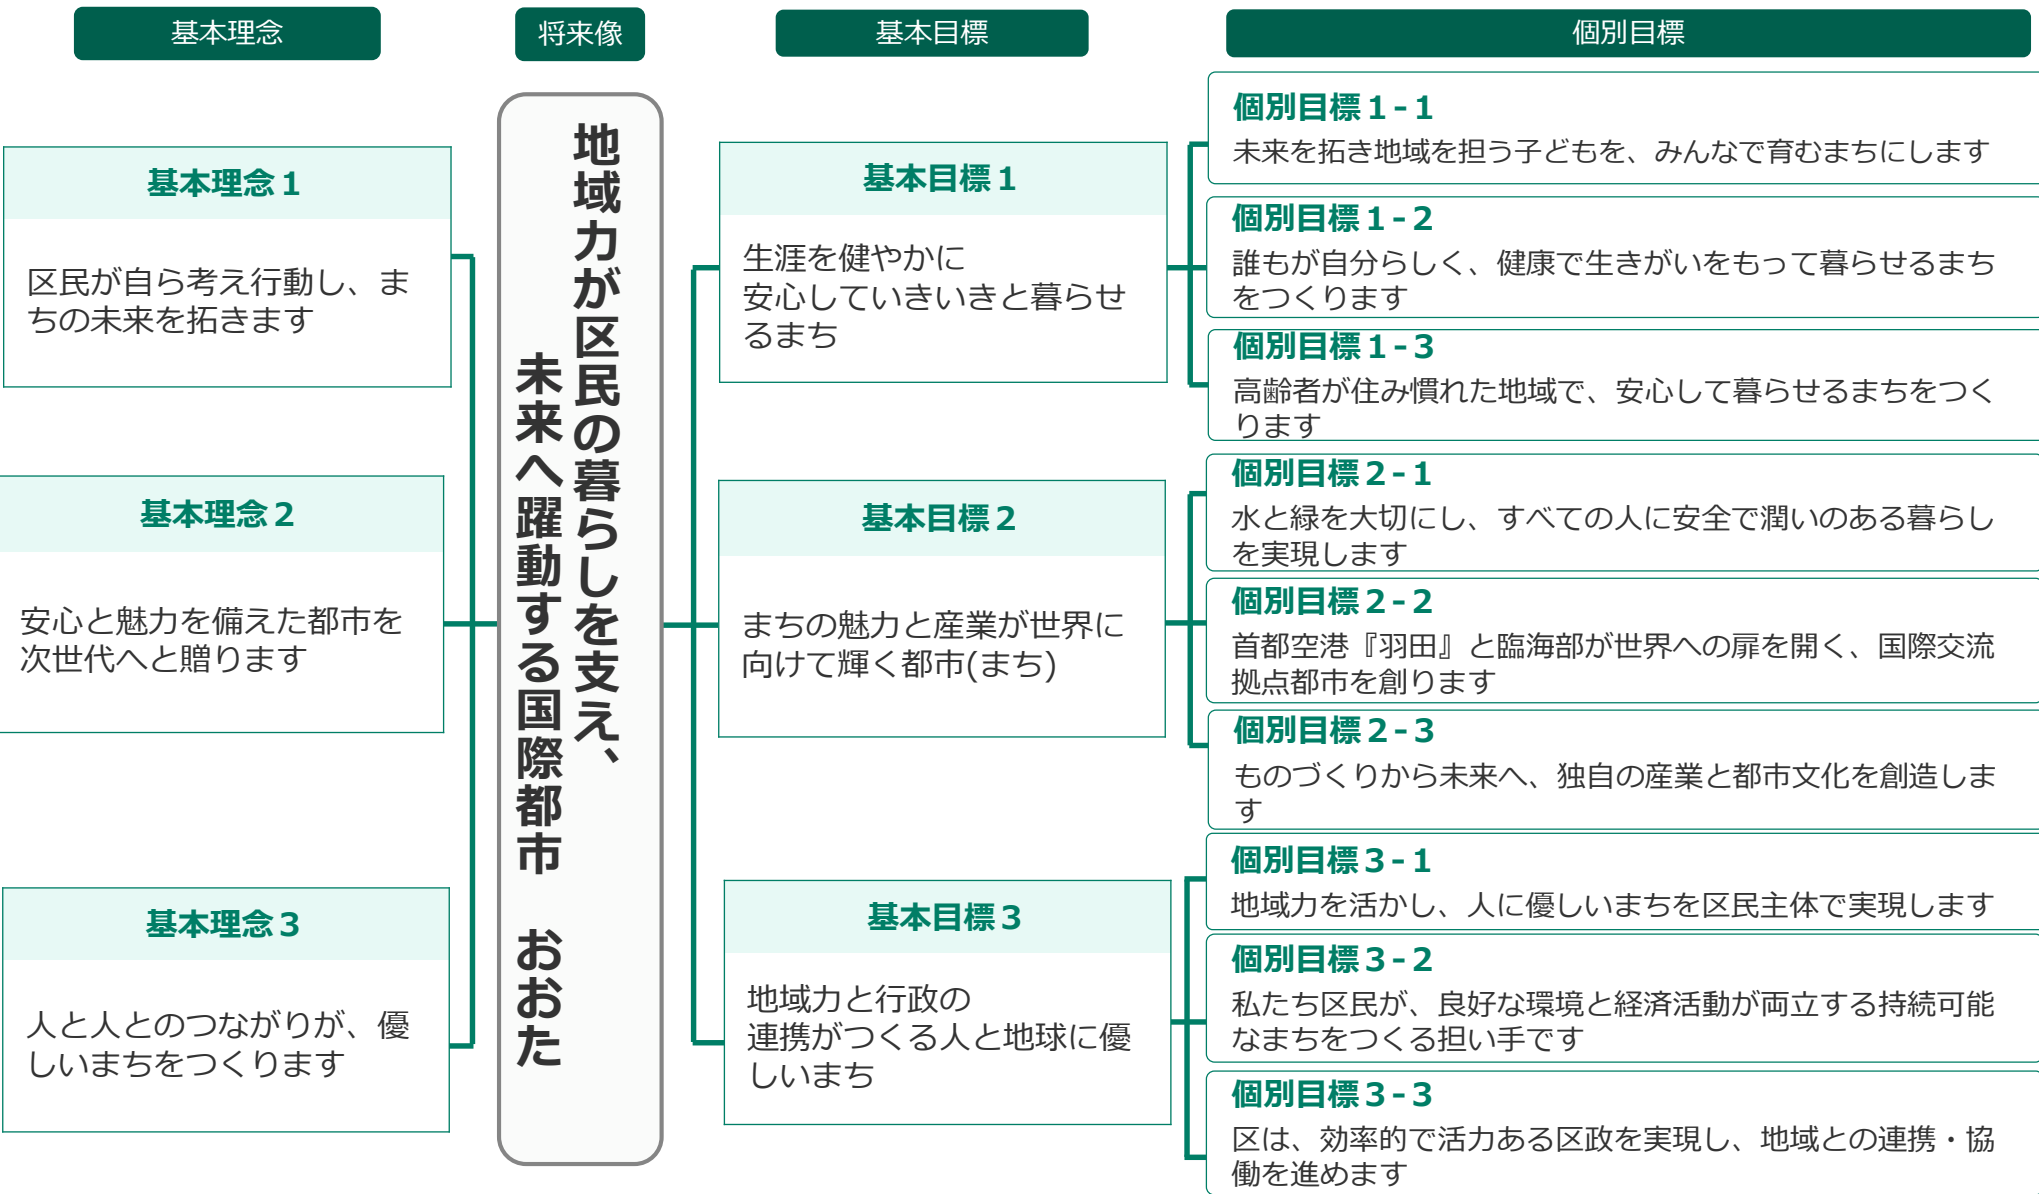 基本理念
将来像
基本目標
個別目標
基本理念１
区民が自ら考え行動し、ま
ちの未来を拓きます
基本理念２
安心と魅力を備えた都市を
次世代へと贈ります
基本理念３
人と人とのつながりが、優
しいまちをつくります
地域力が区民の暮らしを支え、
未来へ躍動する国際都市　おおた
基本目標１
生涯を健やかに
安心していきいきと暮らせ
るまち
基本目標２
まちの魅力と産業が世界に
向けて輝く都市(まち)
基本目標３
地域力と行政の
連携がつくる人と地球に優
しいまち
個別目標１-１
未来を拓き地域を担う子どもを、みんなで育むまちにします
個別目標１-２
誰もが自分らしく、健康で生きがいをもって暮らせるまち
をつくります
個別目標１-３
高齢者が住み慣れた地域で、安心して暮らせるまちをつく
ります
個別目標２-１
水と緑を大切にし、すべての人に安全で潤いのある暮らし
を実現します
個別目標２-２
首都空港『羽田』と臨海部が世界への扉を開く、国際交流
拠点都市を創ります
個別目標２-３
ものづくりから未来へ、独自の産業と都市文化を創造しま
す
個別目標３-１
地域力を活かし、人に優しいまちを区民主体で実現します
個別目標３-２
私たち区民が、良好な環境と経済活動が両立する持続可能
なまちをつくる担い手です
個別目標３-３
区は、効率的で活力ある区政を実現し、地域との連携・協
働を進めます